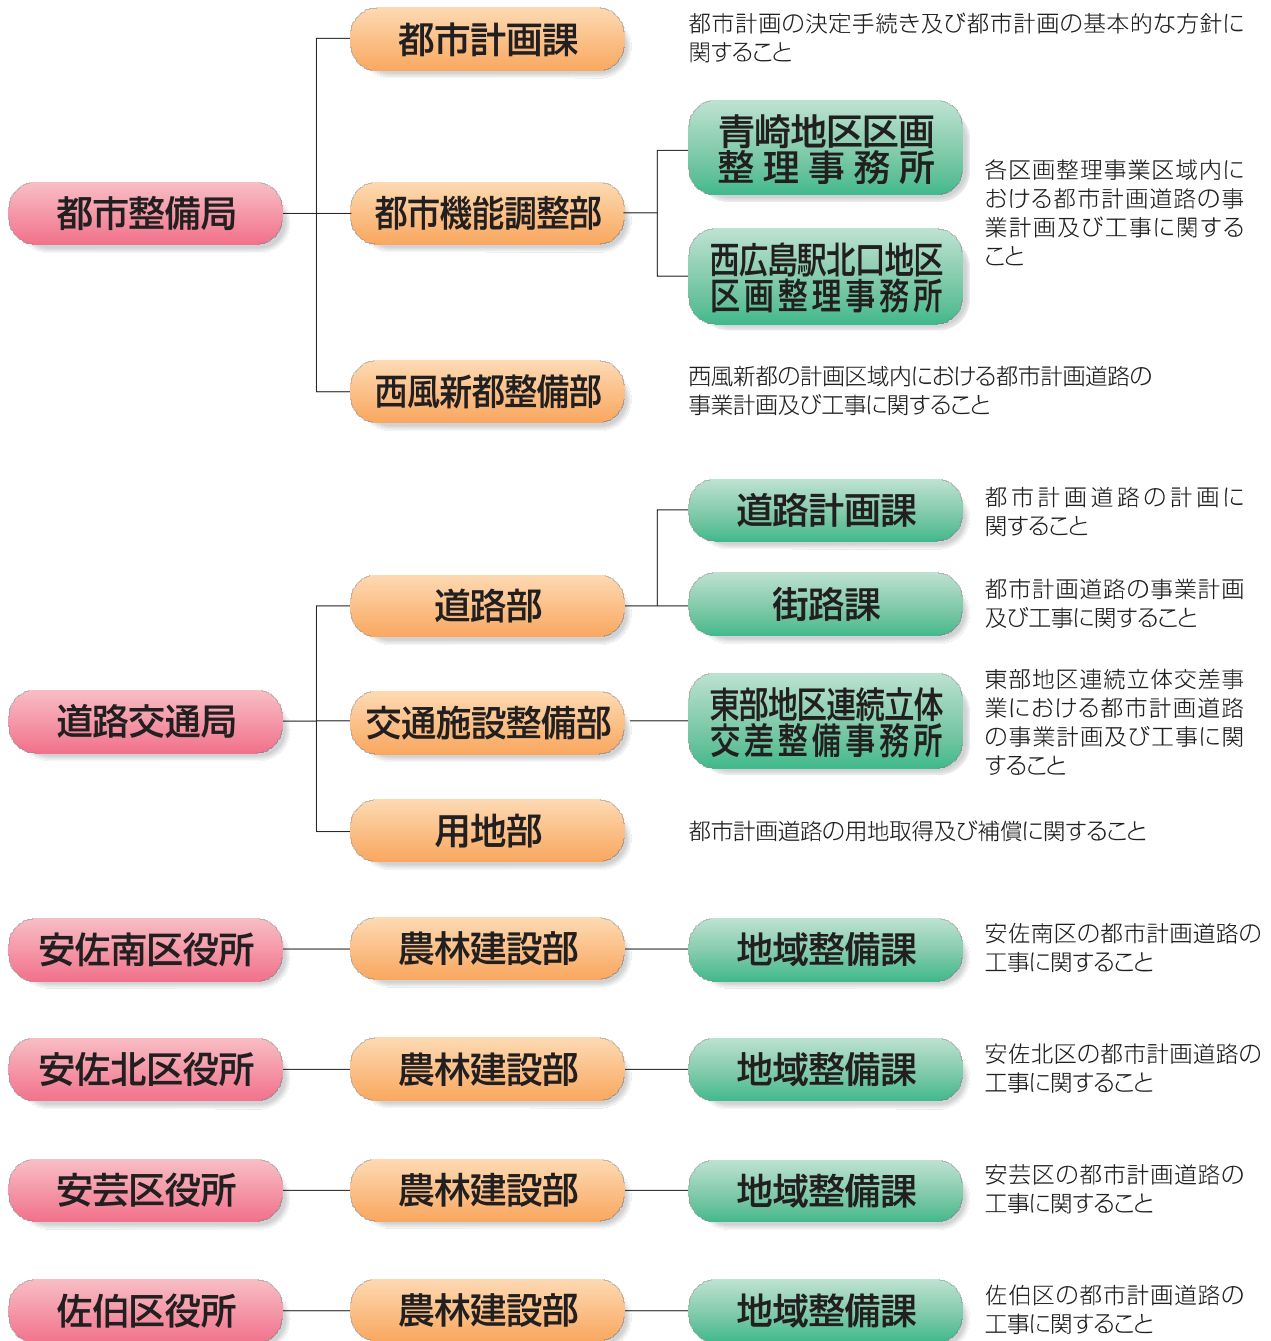 都市計画課
都市計画の決定手続き及び都市計画の基本的な方針に
関すること
都市整備局
都市機能調整部
青崎地区区画
整理事務所
西広島駅北口地区
区画整理事務所
各区画整理事業区域内に
おける都市計画道路の事
業計画及び工事に関する
こと
西風新都整備部
西風新都の計画区域内における都市計画道路の
事業計画及び工事に関すること
道路交通局
道路部
道路計画課
都市計画道路の計画に
関すること
街路課
都市計画道路の事業計画
及び工事に関すること
交通施設整備部
東部地区連続立体
交差整備事務所
東部地区連続立体交差事
業における都市計画道路
の事業計画及び工事に関
すること
用地部
都市計画道路の用地取得及び補償に関すること
安佐南区役所
農林建設部
地域整備課
安佐南区の都市計画道路の
工事に関すること
安佐北区役所
農林建設部
地域整備課
安佐北区の都市計画道路の
工事に関すること
安芸区役所
農林建設部
地域整備課
安芸区の都市計画道路の
工事に関すること
佐伯区役所
農林建設部
地域整備課
佐伯区の都市計画道路の
工事に関すること